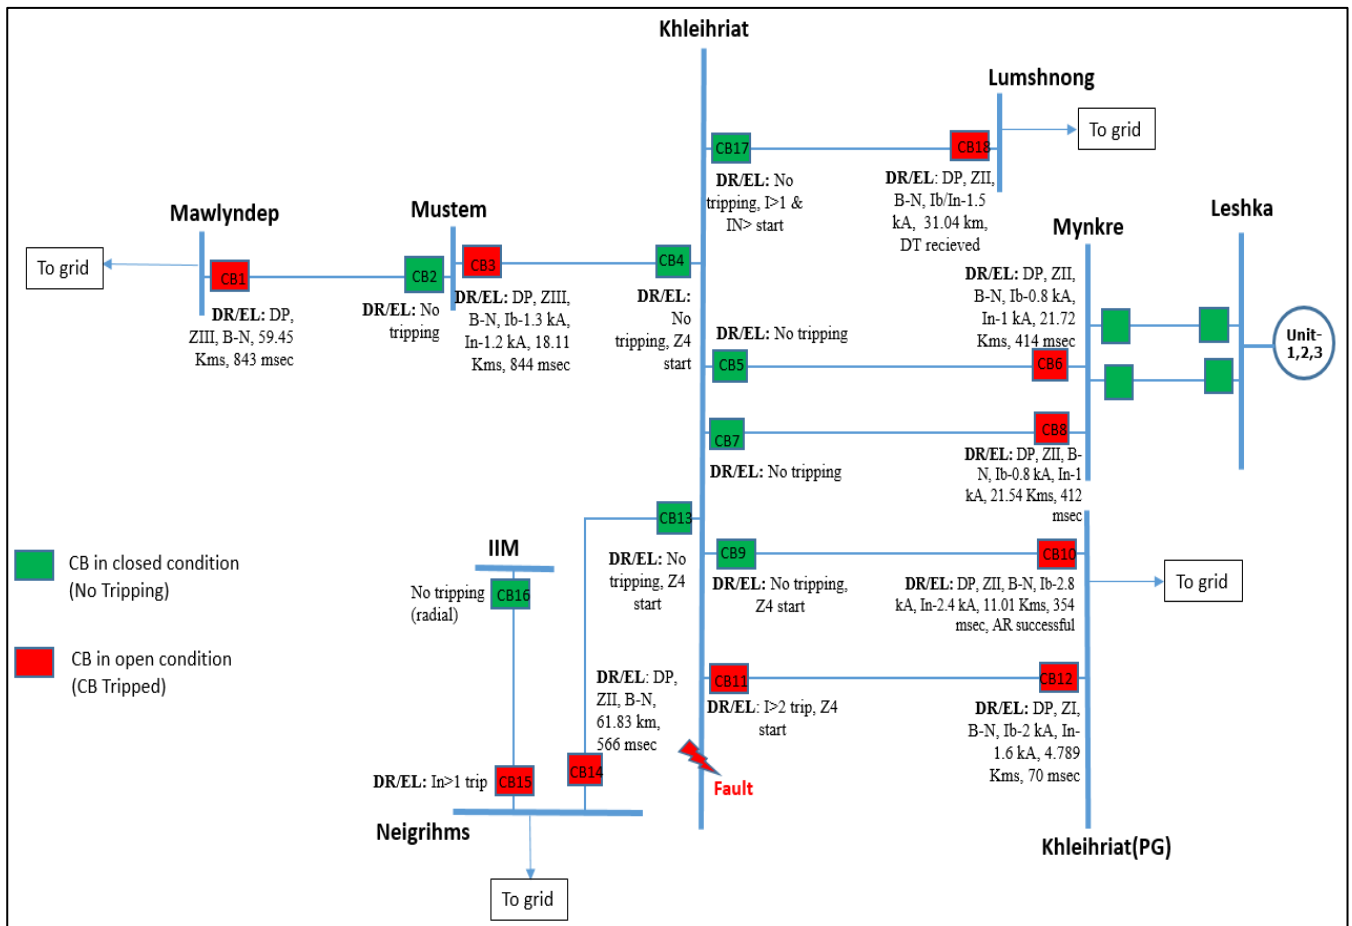 Khleihriat
Lumshnong
To grid
CB17
CB18
DR/EL: No
tripping, I>1 &
IN> start
DR/EL: DP, ZII,
B-N, Ib/In-1.5
kA, 31.04 km,
DT recieved
Mawlyndep
Mustem
Mynkre
Leshka
To grid
CB1
CB2
CB3
CB4
DR/EL: DP,
ZIII, B-N, 59.45
Kms, 843 msec
DR/EL: No
tripping
DR/EL: DP, ZIII,
B-N, Ib-1.3 kA,
In-1.2 kA, 18.11
Kms, 844 msec
DR/EL:
No
tripping, Z4
start
DR/EL: DP, ZII,
B-N, Ib-0.8 kA,
In-1 kA, 21.72
Kms, 414 msec
DR/EL: No tripping
CB5
CB6
Unit-
1,2,3
CB7
CB8
DR/EL: No tripping
DR/EL: DP, ZII, B-
N, Ib-0.8 kA, In-1
kA, 21.54 Kms, 412
msec
CB13
DR/EL: No
tripping, Z4
start
CB9
CB10
DR/EL: No tripping,
Z4 start
DR/EL: DP, ZII, B-N, Ib-2.8
kA, In-2.4 kA, 11.01 Kms, 354
msec, AR successful
To grid
IIM
CB16
No tripping
(radial)
CB in closed condition
(No Tripping)
CB in open condition
(CB Tripped)
DR/EL: DP,
ZII, B-N,
61.83 km,
566 msec
CB11
CB12
DR/EL: I>2 trip, Z4
start
DR/EL: DP, ZI,
B-N, Ib-2 kA, In-
1.6 kA, 4.789
Kms, 70 msec
DR/EL: In>1 trip
CB15
CB14
Fault
Neigrihms
Khleihriat(PG)
To grid